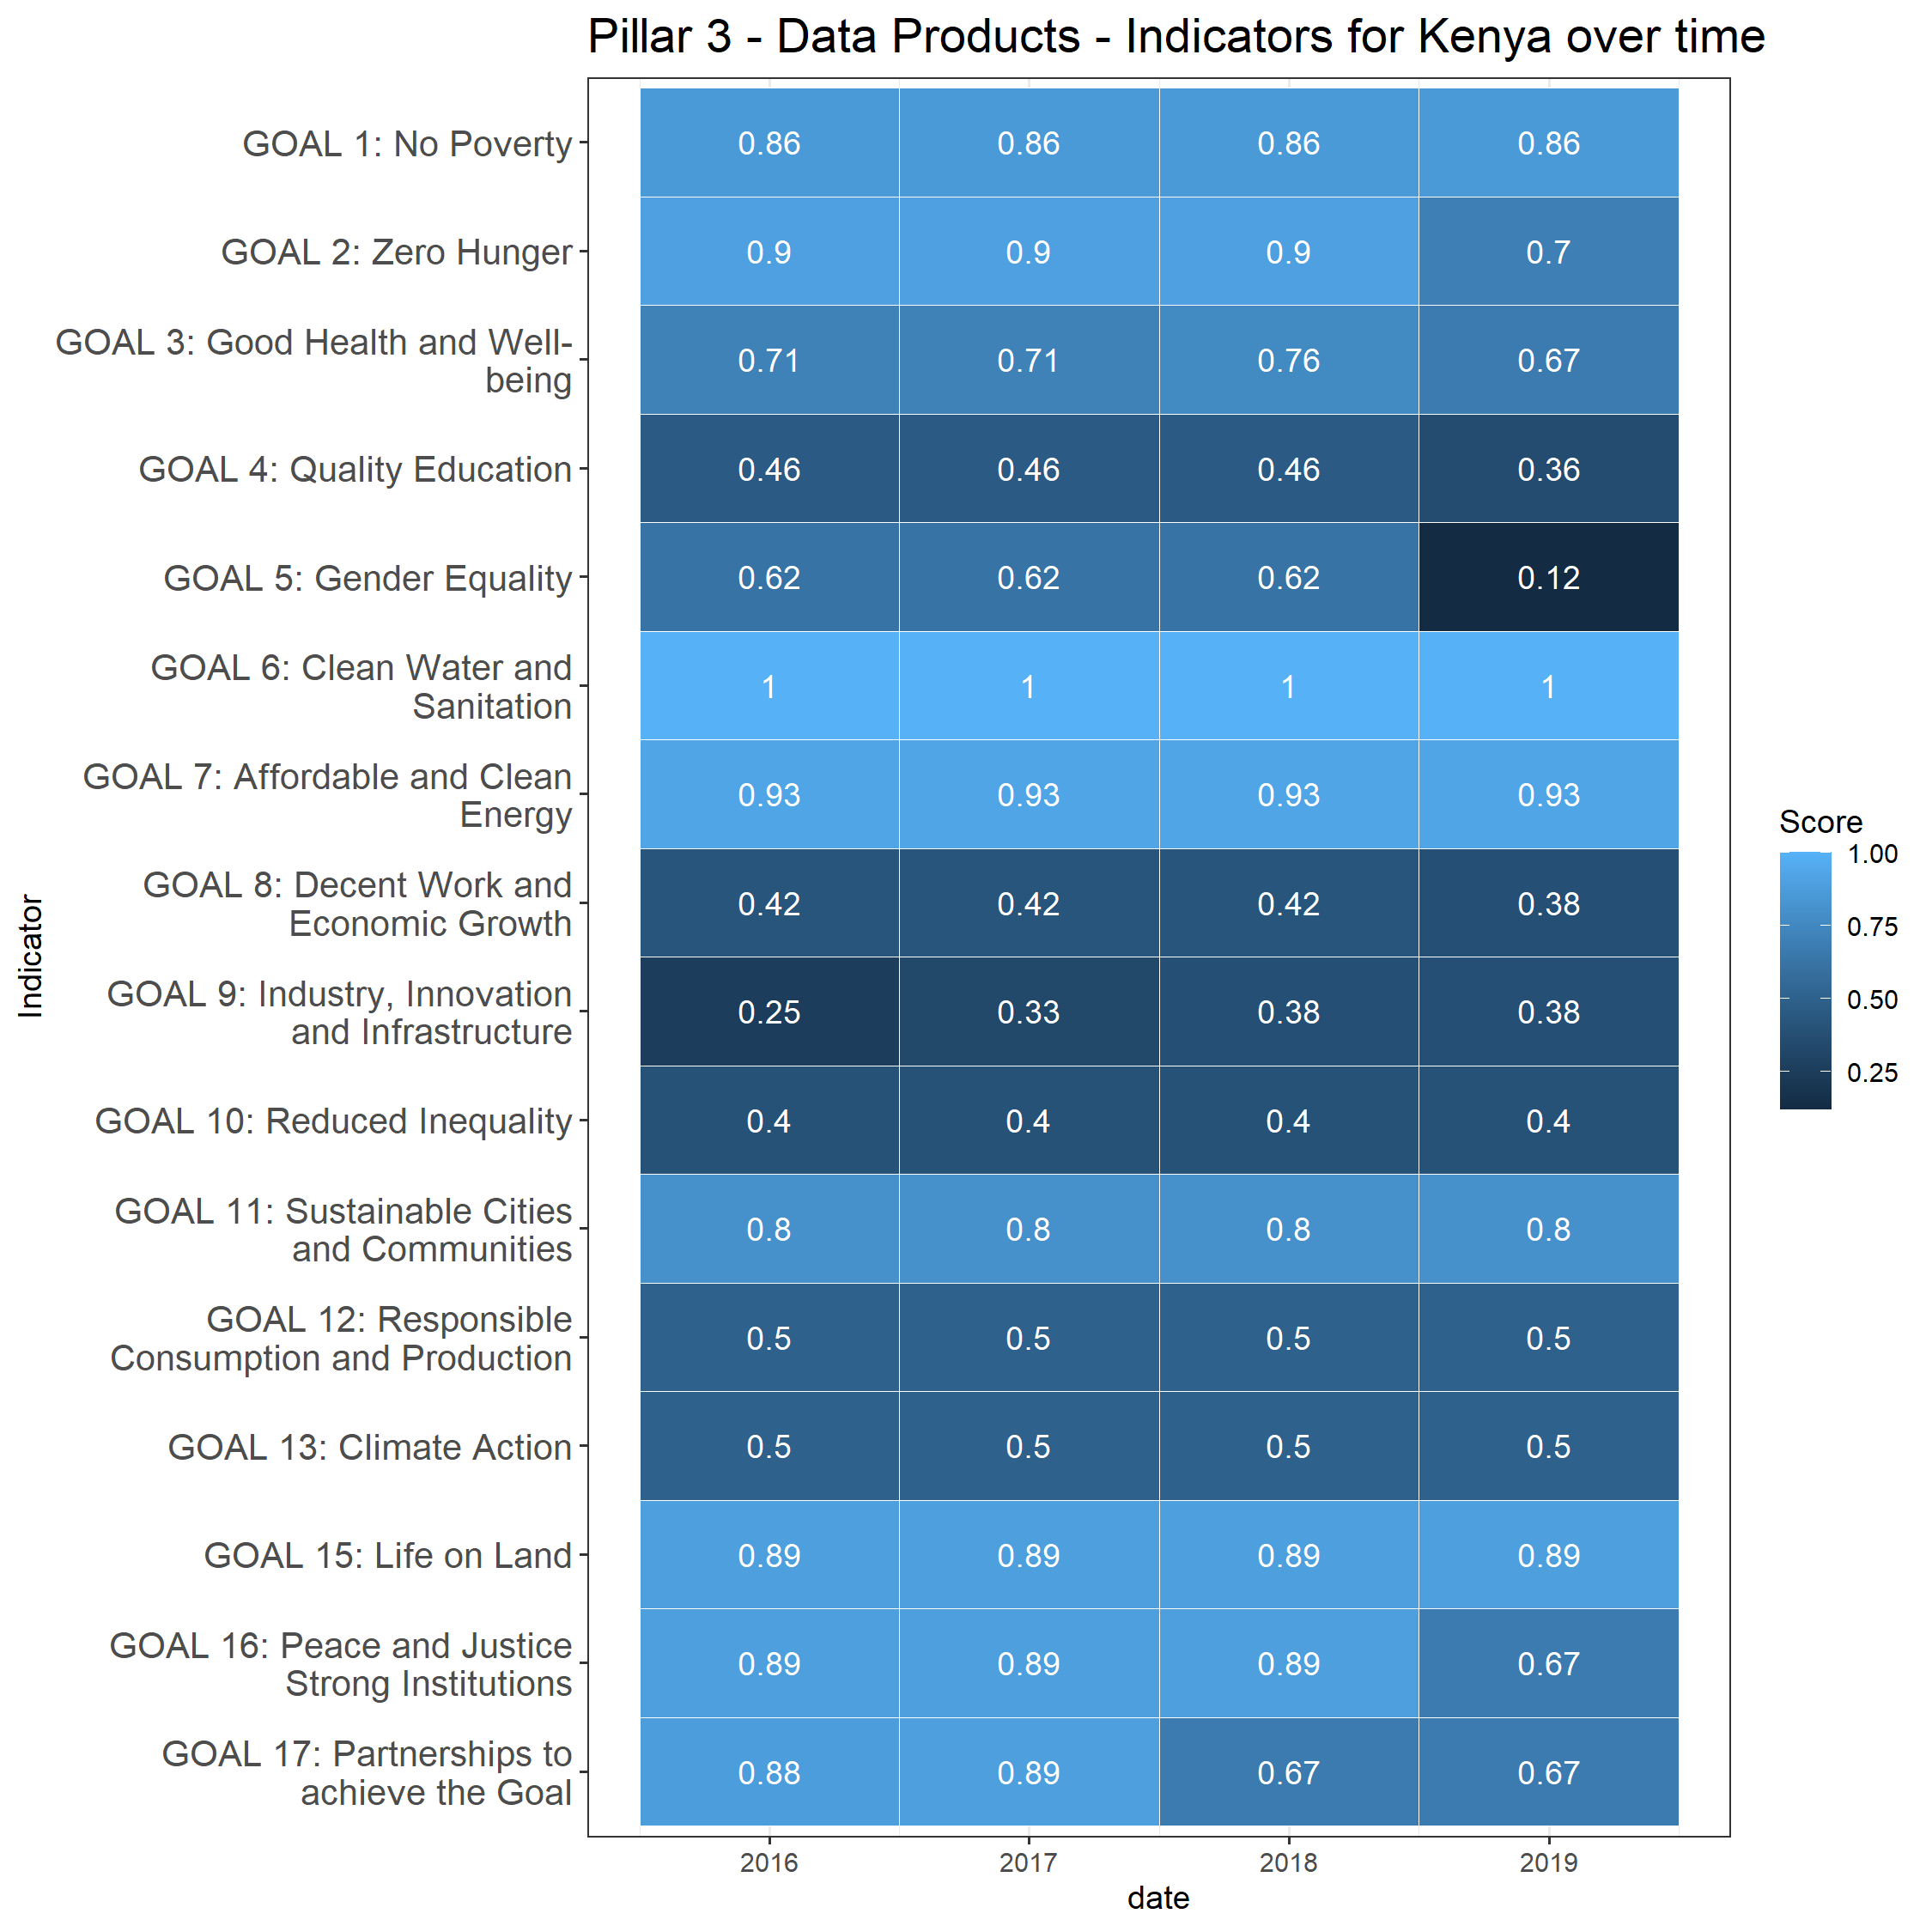 Pillar 3 - Data Products - Indicators for Kenya over time
GOAL 1: No Poverty
0.86 0.86 0.86 0.86
GOAL 2: Zero Hunger
0.9 0.9 0.9 0.7
GOAL 3: Good Health and Well-
being
0.71 0.71 0.76 0.67
GOAL 4: Quality Education
0.46 0.46 0.46 0.36
GOAL 5: Gender Equality
0.62 0.62 0.62 0.12
GOAL 6: Clean Water and
Sanitation
1 1 1 1
GOAL 7: Affordable and Clean
Energy
0.93 0.93 0.93 0.93
GOAL 8: Decent Work and
Economic Growth
0.42 0.42 0.42 0.38
GOAL 9: Industry, Innovation
and Infrastructure
0.25 0.33 0.38 0.38
GOAL 10: Reduced Inequality
0.4 0.4 0.4 0.4
GOAL 11: Sustainable Cities
and Communities
0.8 0.8 0.8 0.8
GOAL 12: Responsible
Consumption and Production
0.5 0.5 0.5 0.5
GOAL 13: Climate Action
0.5 0.5 0.5 0.5
GOAL 15: Life on Land
0.89 0.89 0.89 0.89
GOAL 16: Peace and Justice
Strong Institutions
0.89 0.89 0.89 0.67
GOAL 17: Partnerships to
achieve the Goal
0.88 0.89 0.67 0.67
2016 2017 2018 2019
date
Indicator
Score
1.00
0.75
0.50
0.25